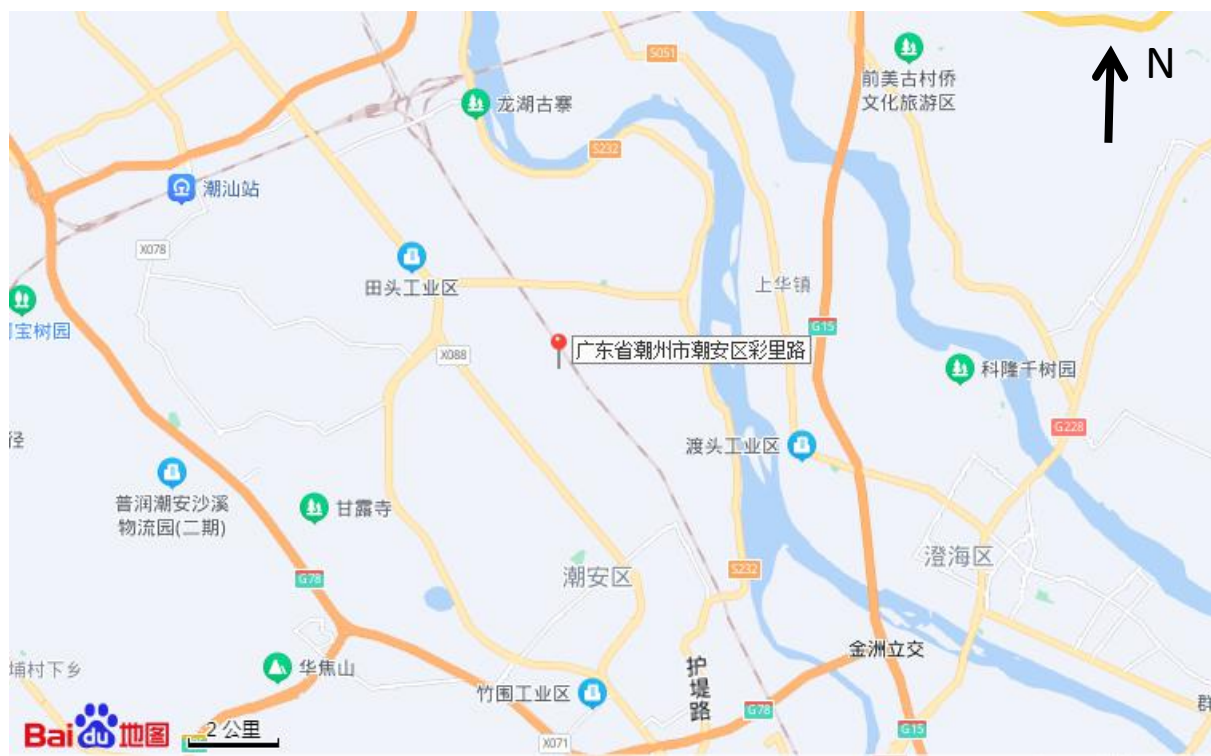 S051
前美古村侨
文化旅游区
N
龙湖古寨
S232
潮汕站
X078
田头工业区
上华镇
宝树园
G15
X088
广东省潮州市潮安区彩里路
科隆千树园
G228
径
渡头工业区
普润潮安沙溪
物流园(二期)
甘露寺
潮安区
S232
澄海区
G78
金洲立交
埔村下乡
华焦山
护堤路
竹围工业区
群
G78
G15
Bai du 地图
2 公里
X071